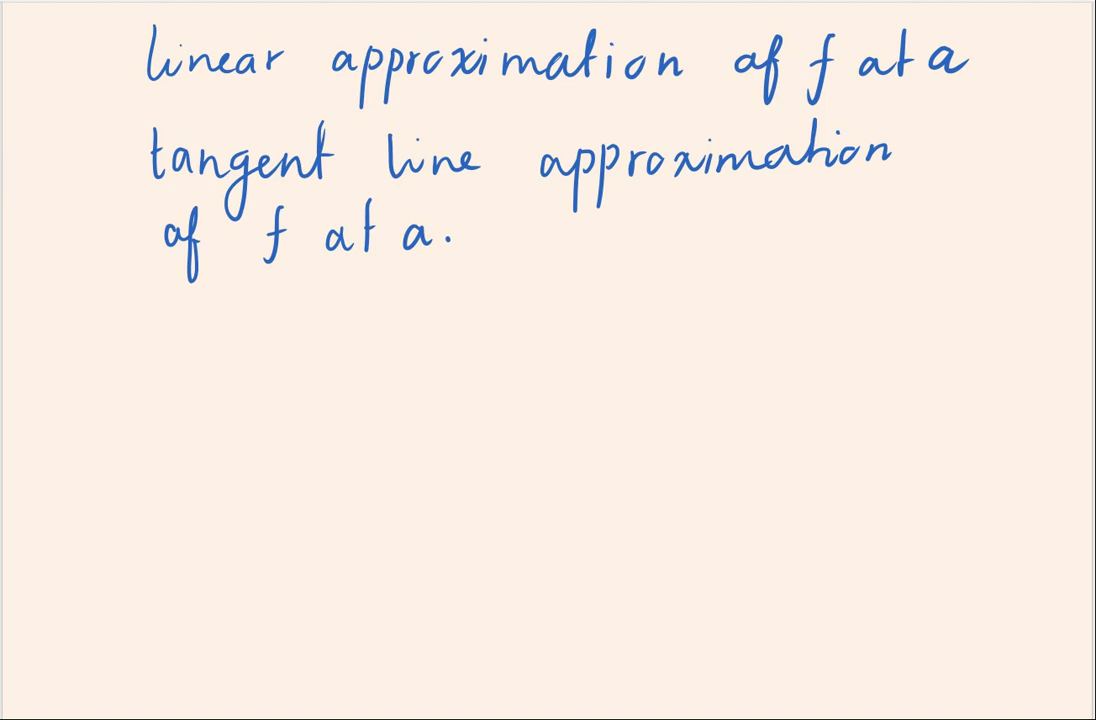 linear approximation of f at a
tangent line approximation
of f at a.